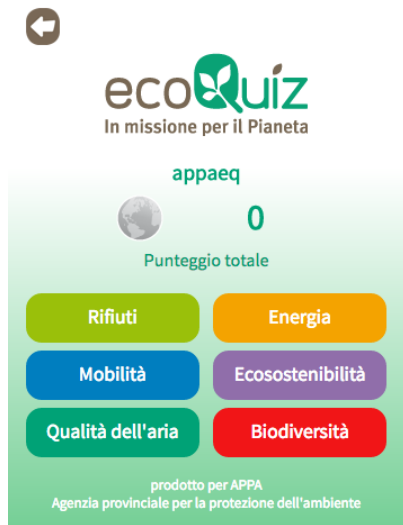 ecoQuiz
In missione per il Pianeta
appaeq
0
Punteggio totale
Rifiuti
Energia
Mobilità
Ecosostenibilità
Qualità dell'aria
Biodiversità
prodotto per APPA
Agenzia provinciale per la protezione dell'ambiente